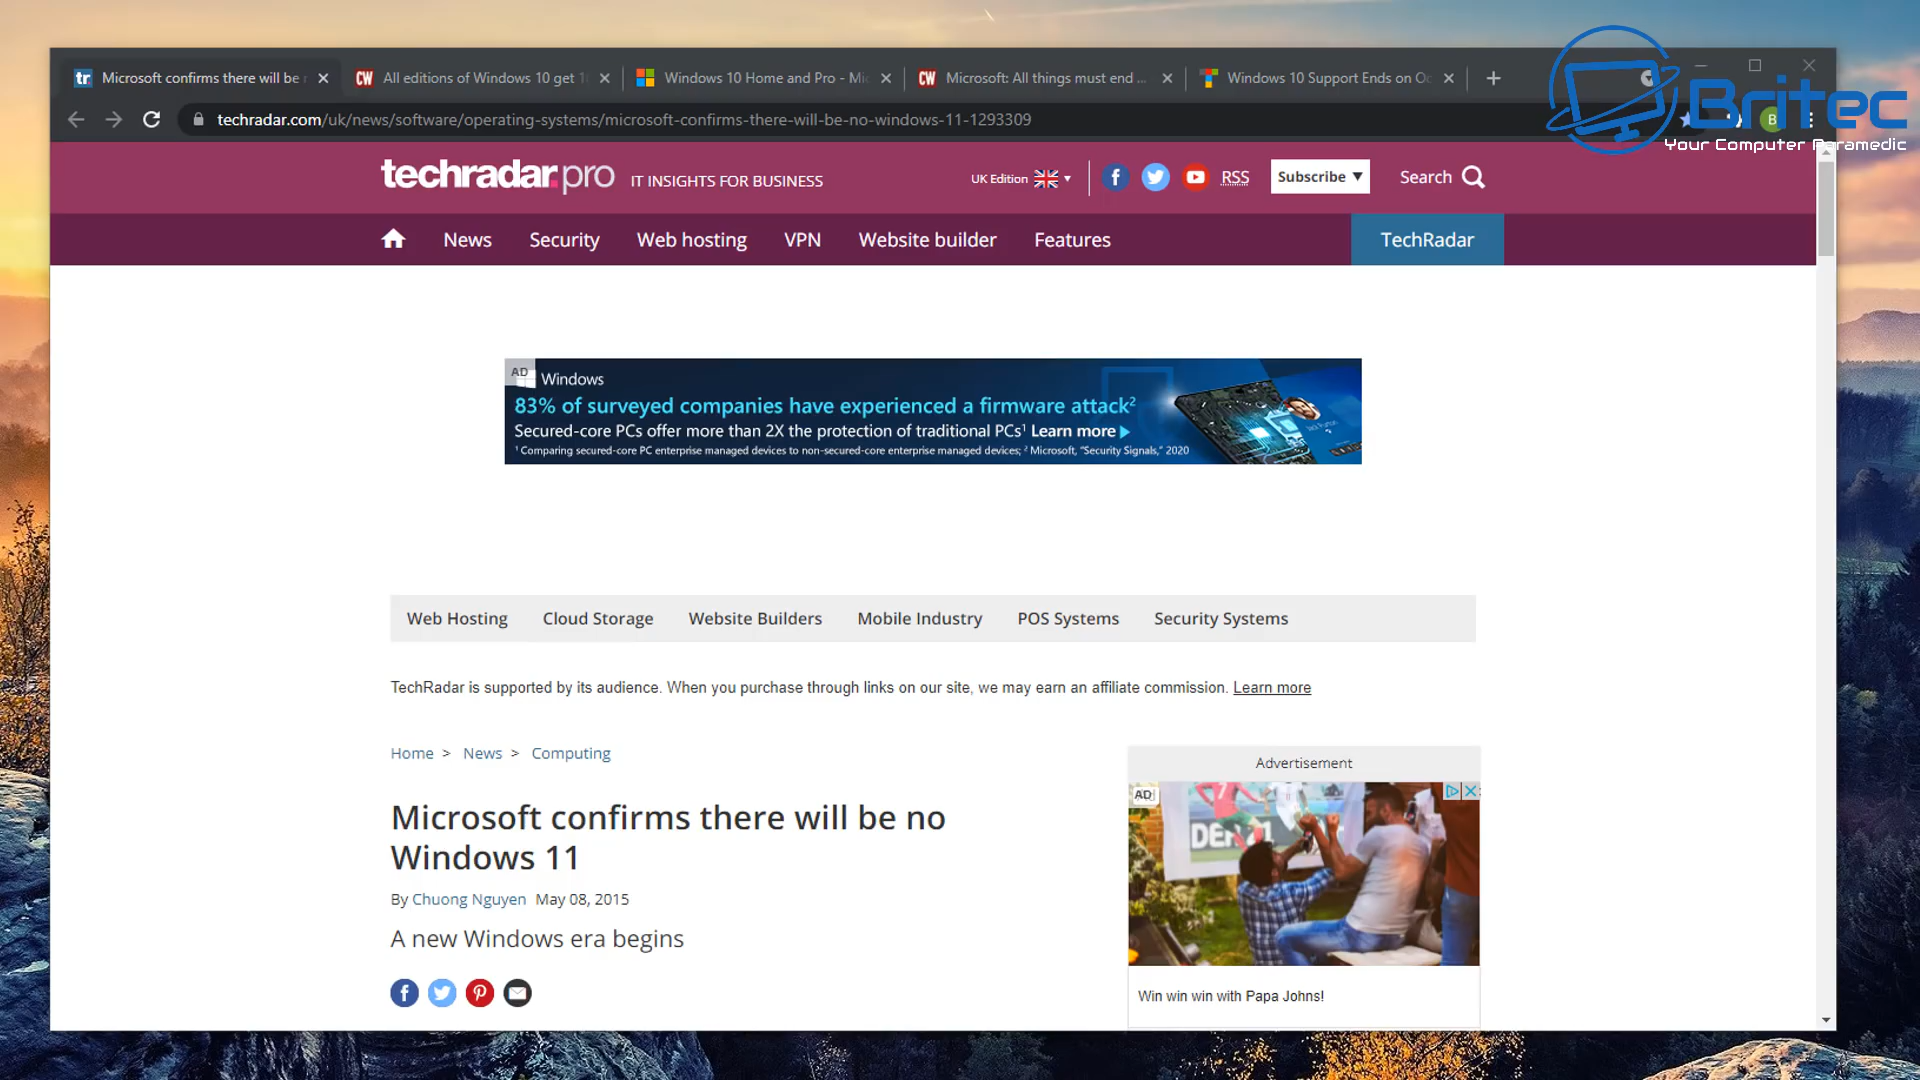 tr Microsoft confirms there will be
CW All editions of Windows 10 get 1
Windows 10 Home and Pro - Mic
CW Microsoft: All things must end ...
Windows 10 Support Ends on Oc
techradar.com/uk/news/software/operating-systems/microsoft-confirms-there-will-be-no-windows-11-1293309
B
Britec
Your Computer Paramedic
techradar.pro IT INSIGHTS FOR BUSINESS
UK Edition
RSS
Subscribe ▼
Search
News
Security
Web hosting
VPN
Website builder
Features
TechRadar
AD
Windows
83% of surveyed companies have experienced a firmware attack²
Secured-core PCs offer more than 2X the protection of traditional PCs¹ Learn more
¹ Comparing secured-core PC enterprise managed devices to non-secured-core enterprise managed devices; ² Microsoft, "Security Signals," 2020
Web Hosting
Cloud Storage
Website Builders
Mobile Industry
POS Systems
Security Systems
TechRadar is supported by its audience. When you purchase through links on our site, we may earn an affiliate commission. Learn more
Home > News > Computing
Microsoft confirms there will be no
Windows 11
By Chuong Nguyen May 08, 2015
A new Windows era begins
Advertisement
AD
Win win win with Papa Johns!